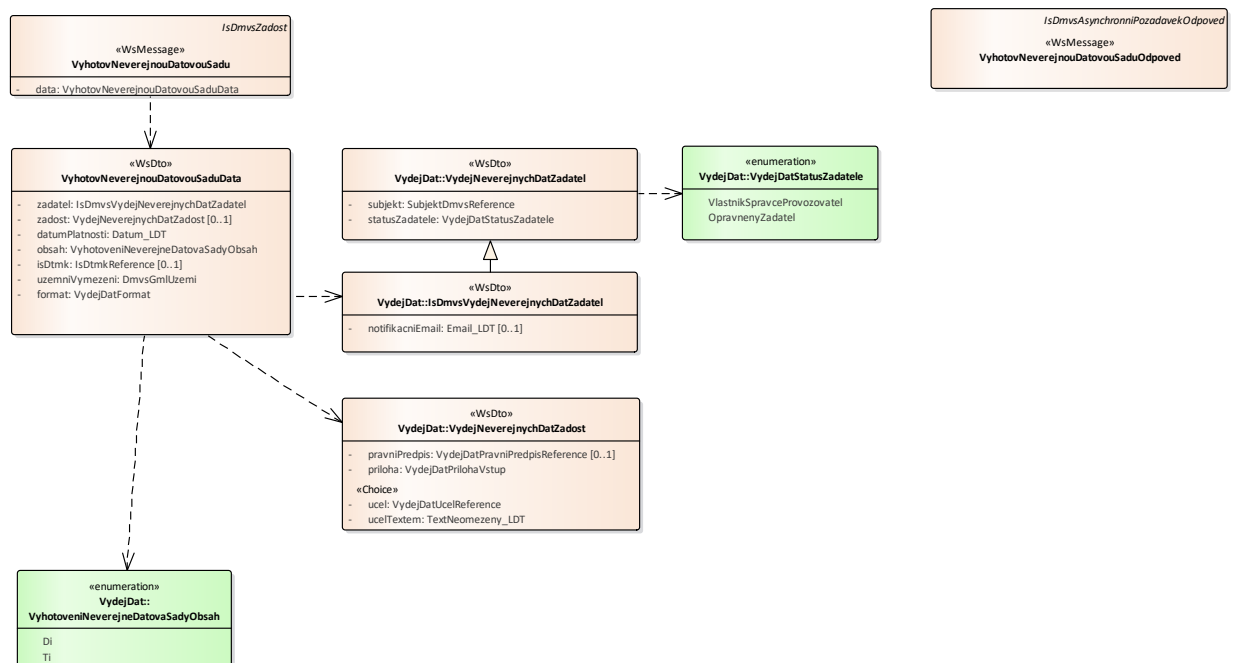 IsDmvsZadost
«WsMessage»
VyhotovNeverejnouDatovouSadu
- data: VyhotovNeverejnouDatovouSaduData
IsDmvsAsynchronniPozadavekOdpoved
«WsMessage»
VyhotovNeverejnouDatovouSaduOdpoved
«WsDto»
VyhotovNeverejnouDatovouSaduData
- zadatel: IsDmvsVydejNeverejnychDatZadatel
- zadost: VydejNeverejnychDatZadost [0..1]
- datumPlatnosti: Datum_LDT
- obsah: VyhotoveniNeverejneDatovaSadyObsah
- isDtmk: IsDtmkReference [0..1]
- uzemniVymezeni: DmvsGmlUzemi
- format: VydejDatFormat
«WsDto»
VydejDat::VydejNeverejnychDatZadatel
- subjekt: SubjektDmvsReference
- statusZadatele: VydejDatStatusZadatele
«enumeration»
VydejDat::VydejDatStatusZadatele
VlastnikSpravceProvozovatel
OpravnenyZadatel
«WsDto»
VydejDat::IsDmvsVydejNeverejnychDatZadatel
- notifikacniEmail: Email_LDT [0..1]
«WsDto»
VydejDat::VydejNeverejnychDatZadost
- pravniPredpis: VydejDatPravniPredpisReference [0..1]
- priloha: VydejDatPrilohaVstup
«Choice»
- ucel: VydejDatUcelReference
- ucelTextem: TextNeomezeny_LDT
«enumeration»
VydejDat::
VyhotoveniNeverejneDatovaSadyObsah
Di
Ti